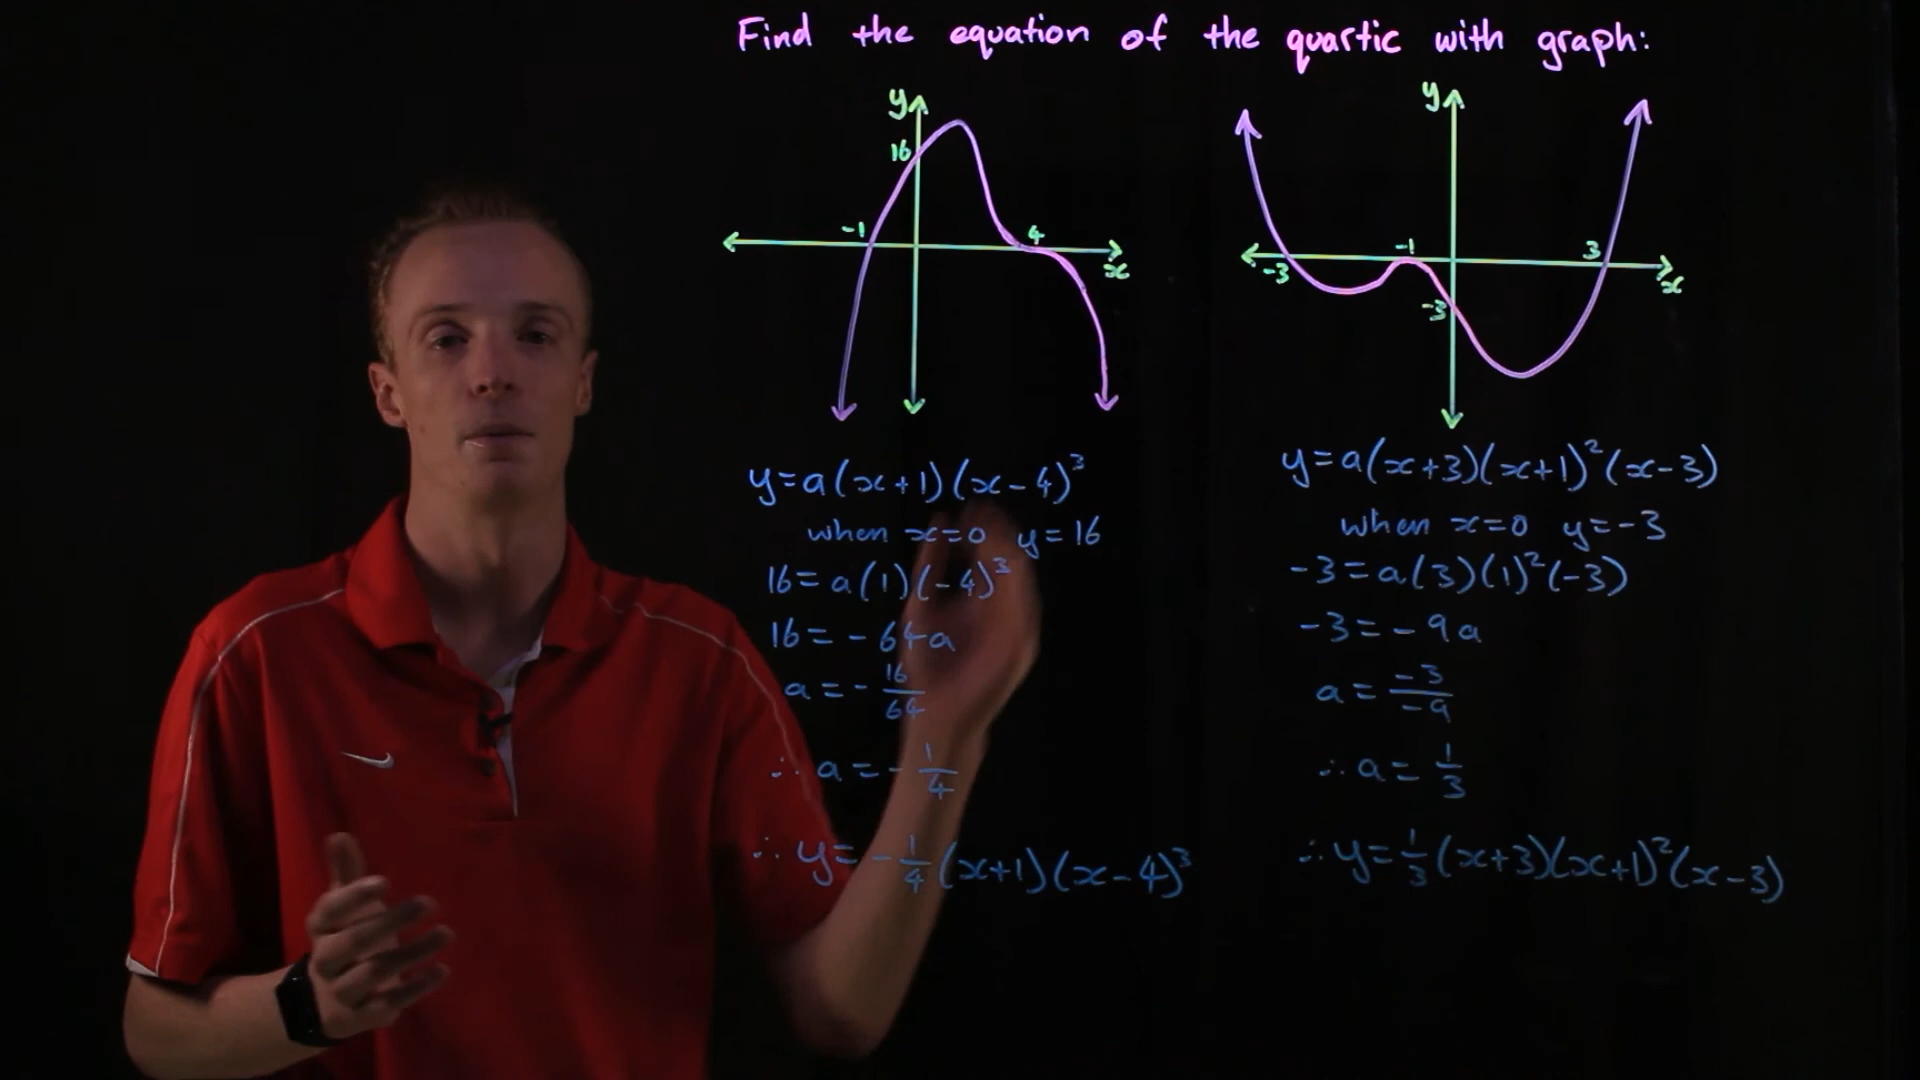 Find the equation of the quartic with graph:
y
16
-1
4
x
y=a(x+1)(x-4)³
when x=0 y=16
16=a(1)(-4)³
16=-64a
a=-16/64
∴ a=-1/4
∴ y=-1/4(x+1)(x-4)³
y
-3
-1
3
x
-3
y=a(x+3)(x+1)²(x-3)
when x=0 y=-3
-3=a(3)(1)²(-3)
-3=-9a
a=-3/-9
∴ a=1/3
∴ y=1/3(x+3)(x+1)²(x-3)